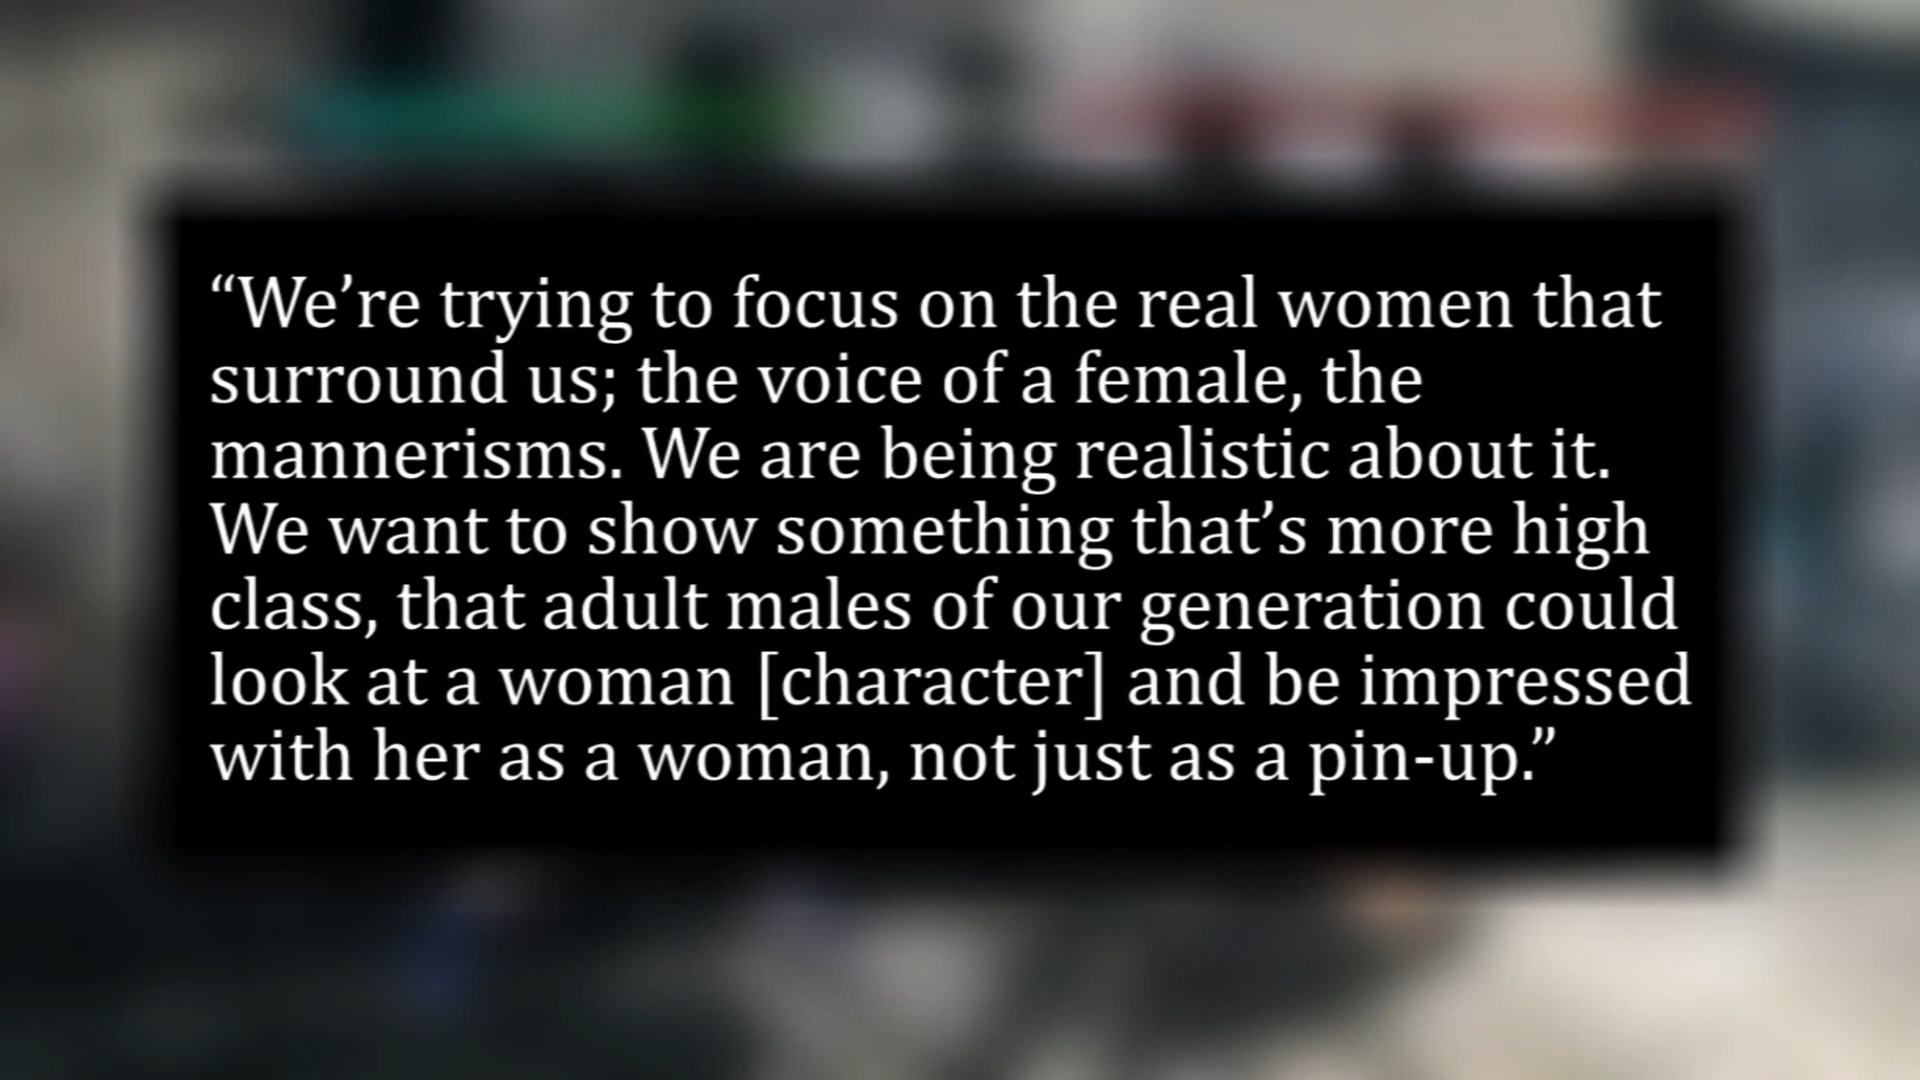 “We’re trying to focus on the real women that
surround us; the voice of a female, the
mannerisms. We are being realistic about it.
We want to show something that’s more high
class, that adult males of our generation could
look at a woman [character] and be impressed
with her as a woman, not just as a pin-up.”